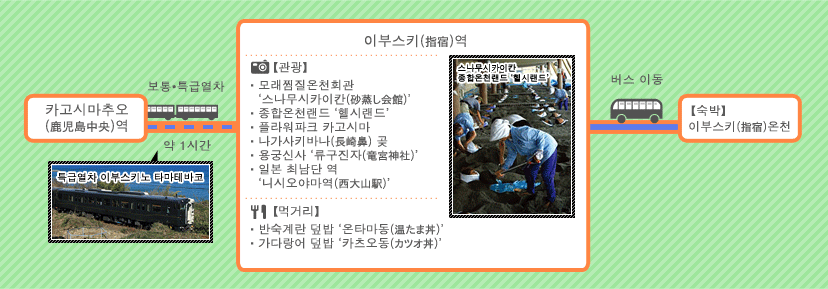 보통·특급열차
카고시마추오
(鹿児島中央)역
약 1시간
특급열차 이부스키노 타마테바코
이부스키(指宿)역
【관광】
· 모래찜질온천회관
‘스나무시카이칸(砂蒸し会館)’
· 종합온천랜드 ‘헬시랜드’
· 플라워파크 카고시마
· 나가사키바나(長崎鼻) 곶
· 용궁신사 ‘류구진자(竜宮神社)’
· 일본 최남단 역
‘니시오야마역(西大山駅)’
스나무시카이칸
종합온천랜드 ‘헬시랜드’
【먹거리】
· 반숙계란 덮밥 ‘온타마동(温たま丼)’
· 가다랑어 덮밥 ‘카츠오동(カツオ丼)’
버스 이동
【숙박】
이부스키(指宿)온천